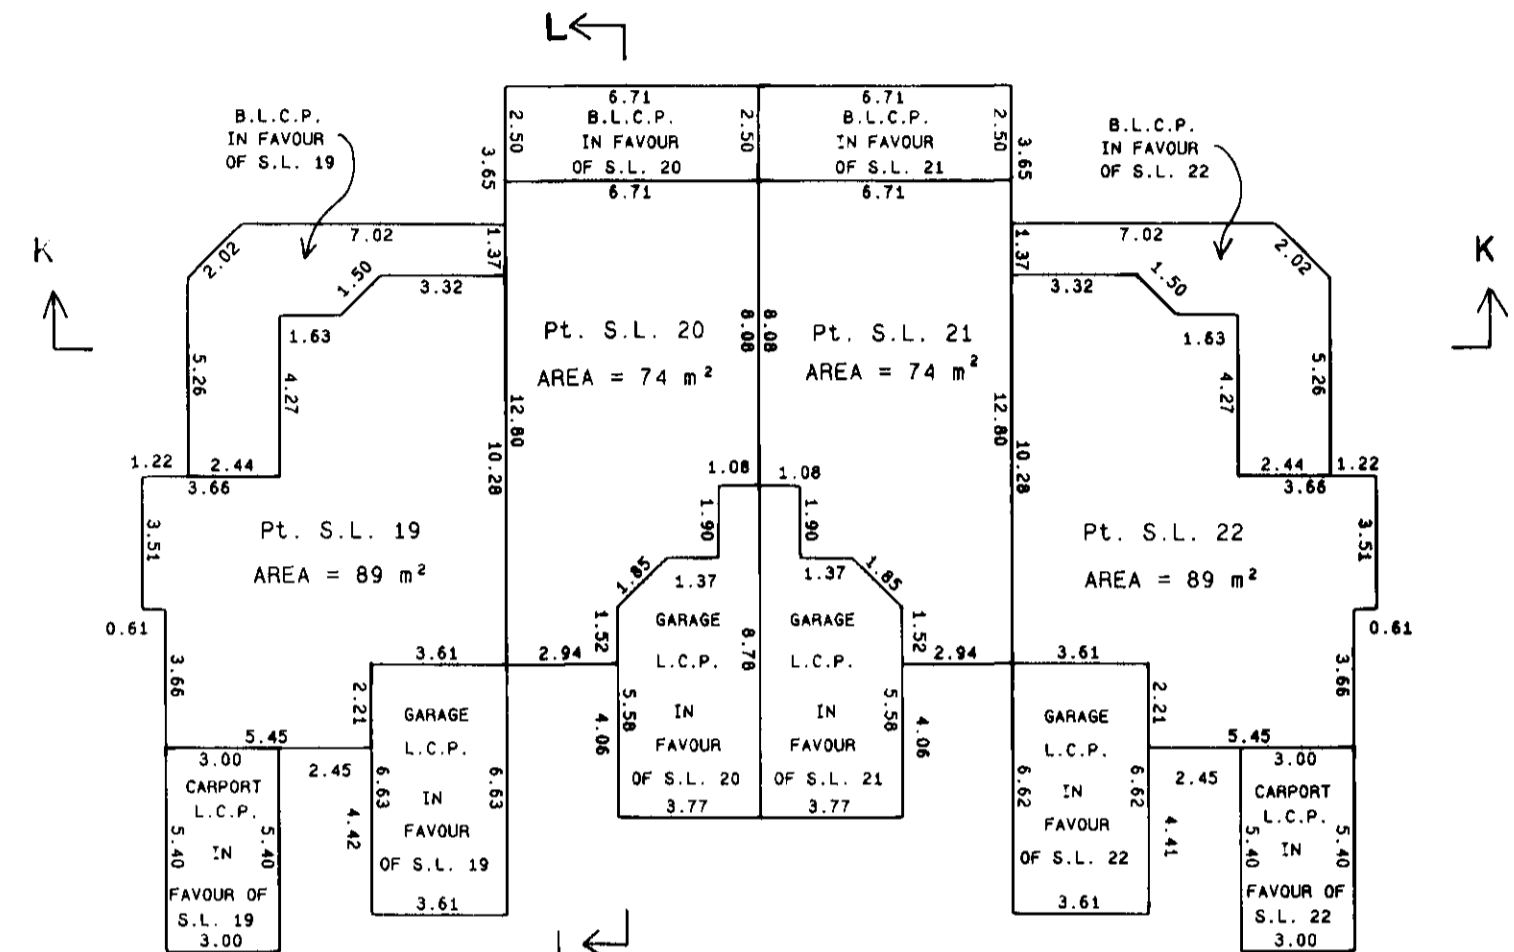 L
6.71
6.71
B.L.C.P.
IN FAVOUR
OF S.L. 19
2.50
B.L.C.P.
IN FAVOUR
OF S.L. 20
2.50
B.L.C.P.
IN FAVOUR
OF S.L. 21
2.50
B.L.C.P.
IN FAVOUR
OF S.L. 22
3.65
3.65
6.71
6.71
K
2.02
7.02
1.37
1.37
7.02
2.02
K
1.50
3.32
3.32
1.50
1.63
1.63
5.26
4.27
Pt. S.L. 20
AREA = 74 m²
8.08
8.08
Pt. S.L. 21
AREA = 74 m²
4.27
5.26
12.80
10.28
12.80
10.28
1.22
2.44
3.66
1.08
1.08
2.44
1.22
3.66
3.51
Pt. S.L. 19
AREA = 89 m²
1.90
1.90
Pt. S.L. 22
AREA = 89 m²
3.51
1.85
1.37
1.37
1.85
0.61
0.61
3.66
3.61
2.94
1.52
GARAGE
L.C.P.
IN
FAVOUR
OF S.L. 20
8.78
GARAGE
L.C.P.
IN
FAVOUR
OF S.L. 21
1.52
2.94
3.61
3.66
2.21
5.58
4.06
5.58
4.06
2.21
3.77
3.77
5.45
3.00
2.45
GARAGE
L.C.P.
IN
FAVOUR
OF S.L. 19
6.63
6.63
4.42
3.61
GARAGE
L.C.P.
IN
FAVOUR
OF S.L. 22
6.62
6.62
4.41
3.61
5.45
3.00
2.45
CARPORT
L.C.P.
IN
FAVOUR OF
S.L. 19
5.40
5.40
3.00
CARPORT
L.C.P.
IN
FAVOUR OF
S.L. 22
5.40
5.40
3.00
L